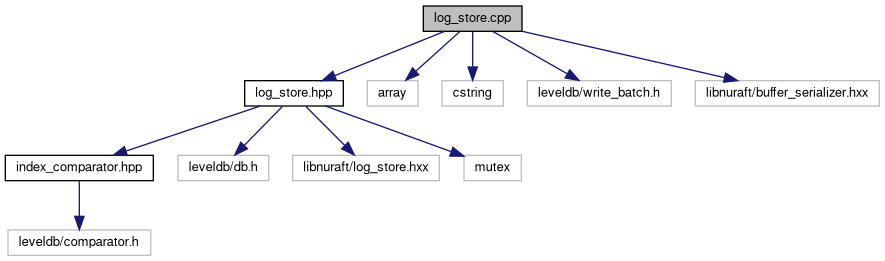 log_store.cpp
log_store.hpp
array
cstring
leveldb/write_batch.h
libnuraft/buffer_serializer.hxx
index_comparator.hpp
leveldb/db.h
libnuraft/log_store.hxx
mutex
leveldb/comparator.h